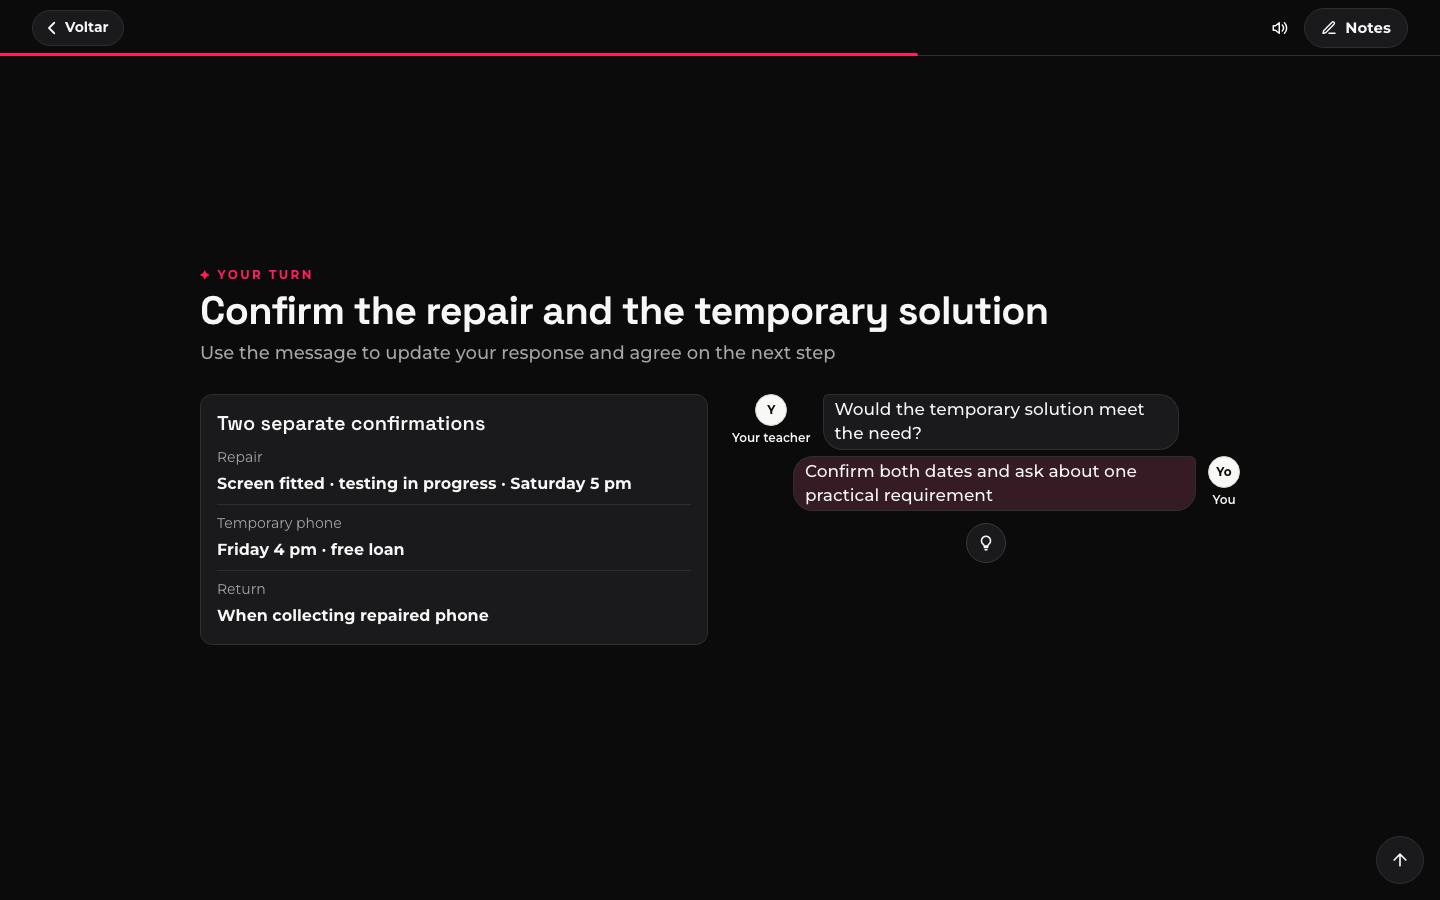 Voltar
Notes
YOUR TURN
Confirm the repair and the temporary solution
Use the message to update your response and agree on the next step
Two separate confirmations
Repair
Screen fitted · testing in progress · Saturday 5 pm
Temporary phone
Friday 4 pm · free loan
Return
When collecting repaired phone
Y
Your teacher
Would the temporary solution meet
the need?
Confirm both dates and ask about one
practical requirement
Yo
You